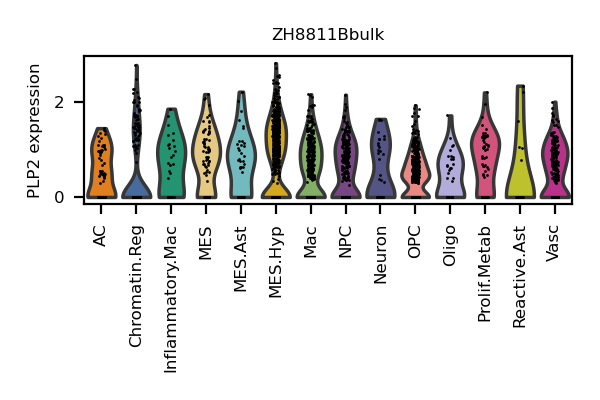 ZH8811Bbulk
PLP2 expression
2
0
AC
Chromatin.Reg
Inflammatory.Mac
MES
MES.Ast
MES.Hyp
Mac
NPC
Neuron
OPC
Oligo
Prolif.Metab
Reactive.Ast
Vasc